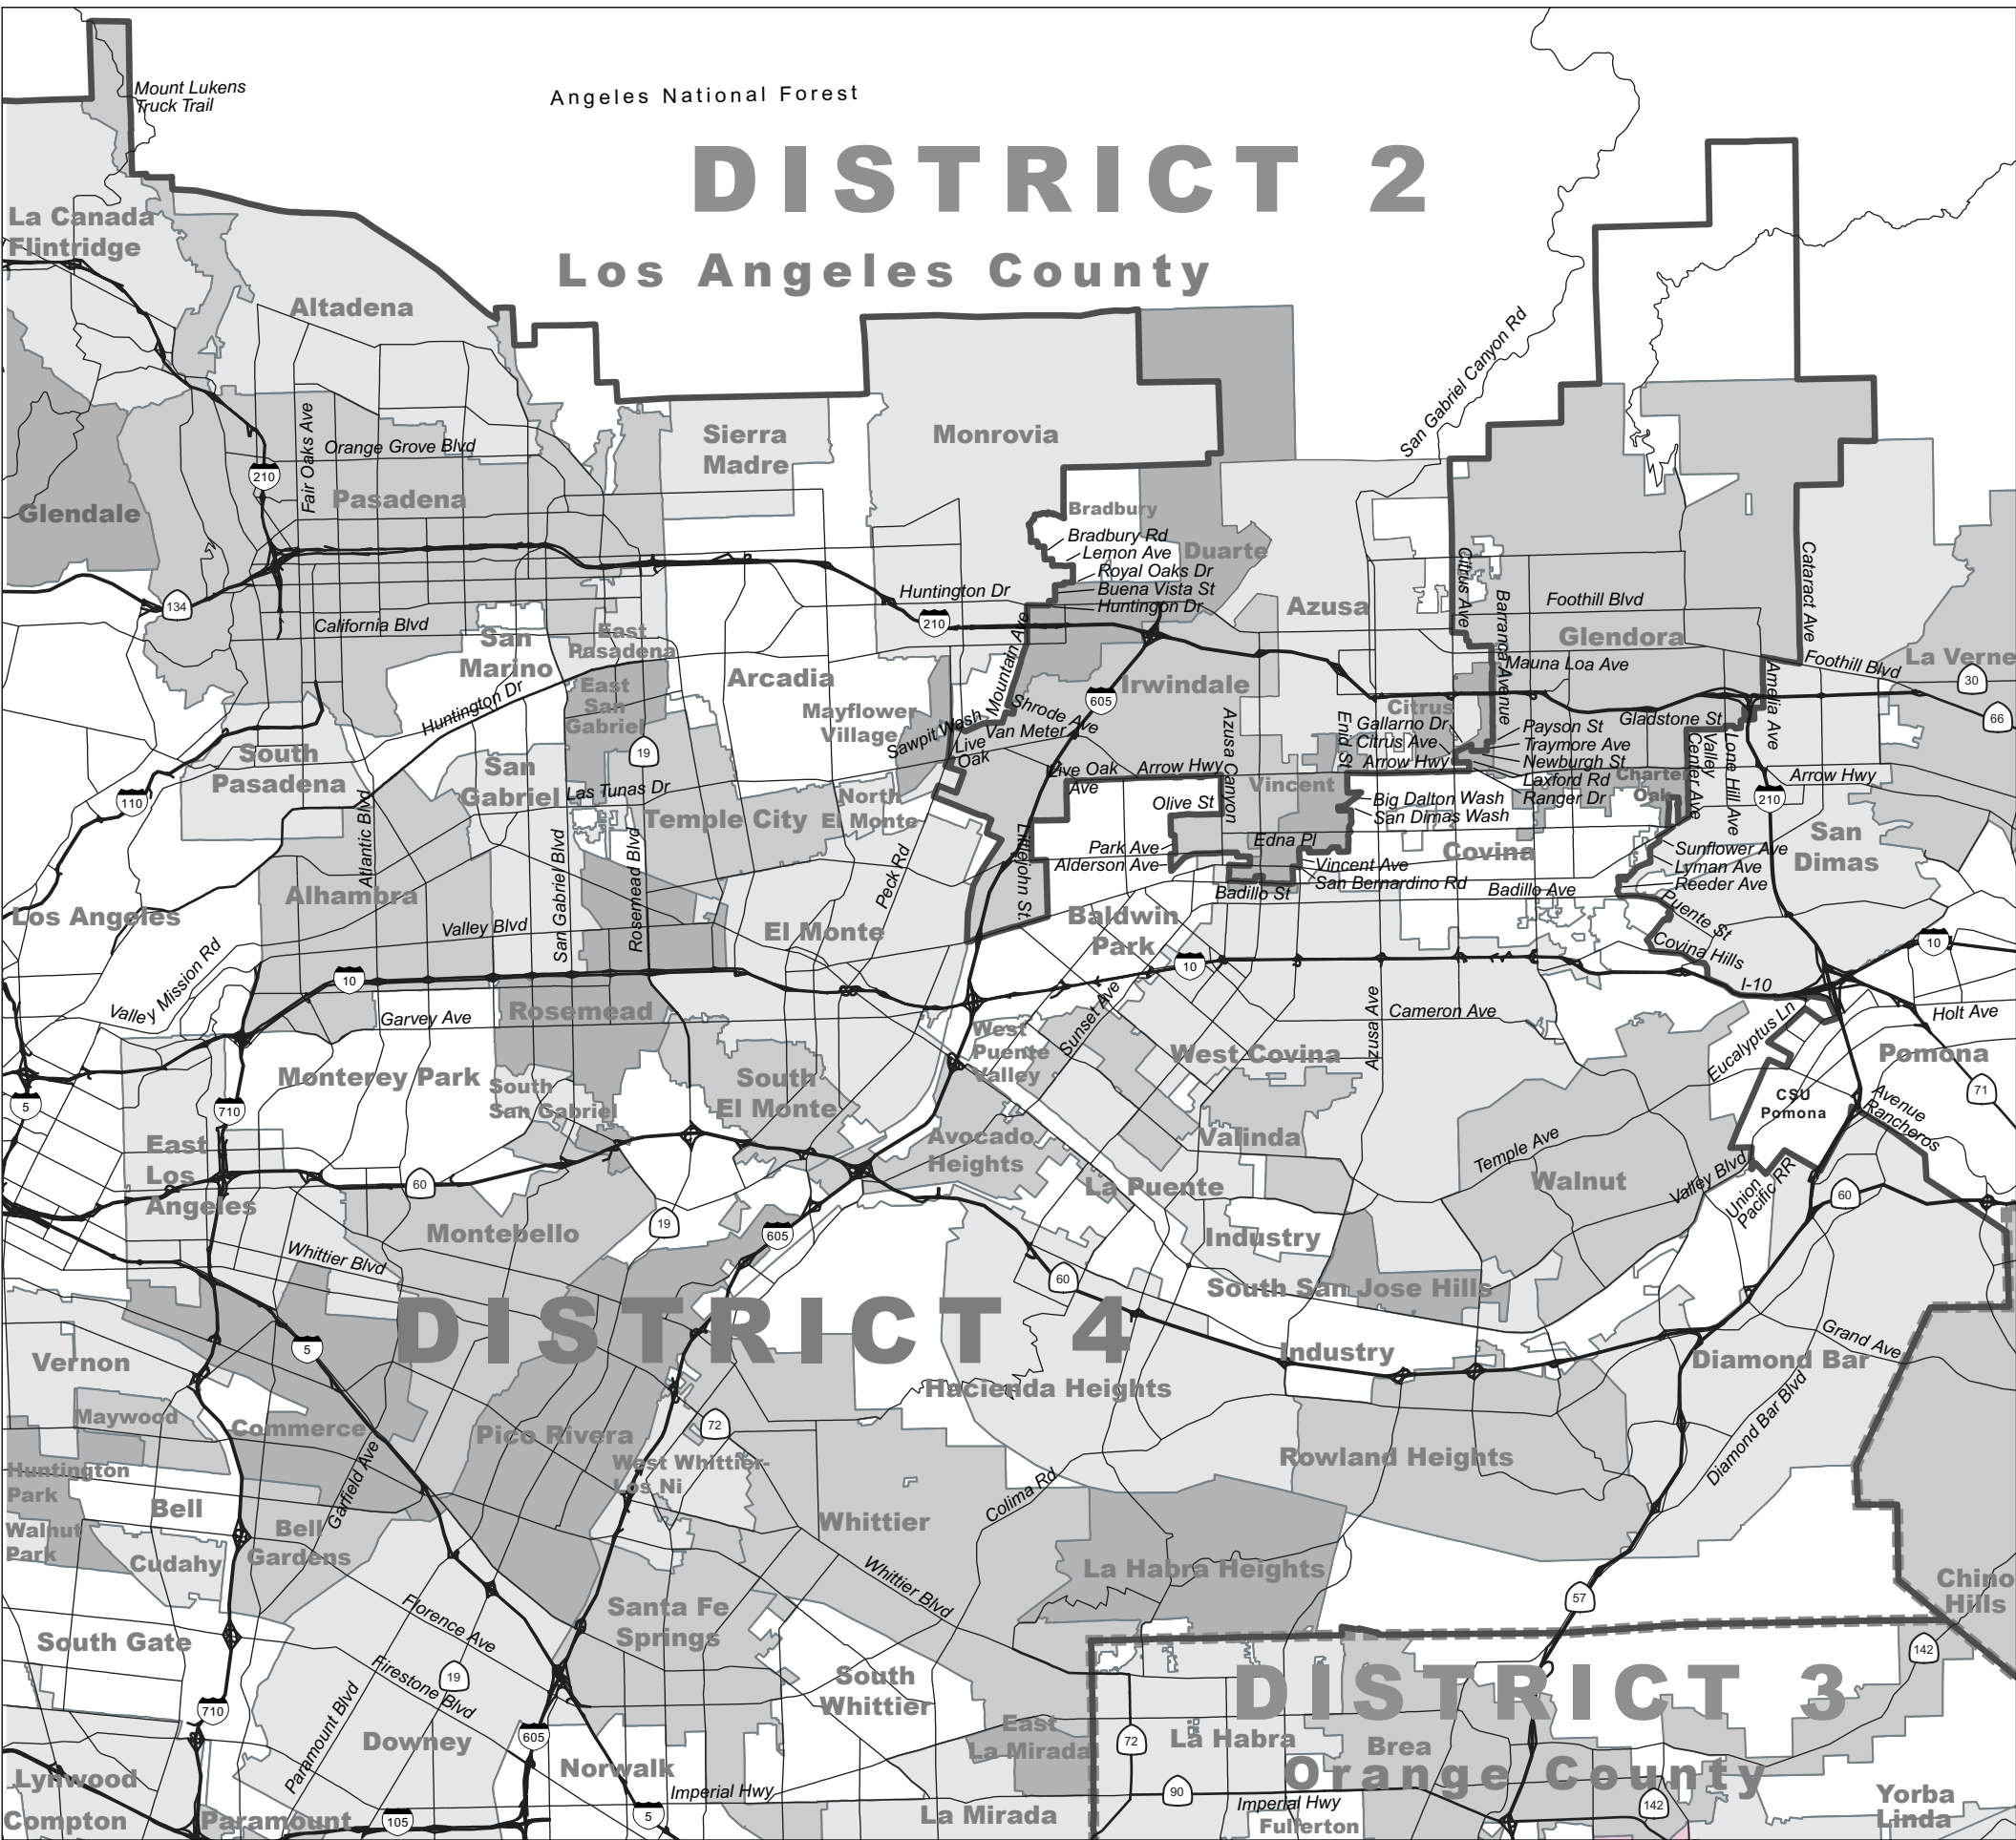 Mount Lukens
Truck Trail
Angeles National Forest
DISTRICT 2
Los Angeles County
La Canada
Flintridge
Altadena
San Gabriel Canyon Rd
Sierra
Madre
Monrovia
Orange Grove Blvd
Fair Oaks Ave
210
Pasadena
Glendale
Bradbury
Bradbury Rd
Lemon Ave
Royal Oaks Dr
Buena Vista St
Huntington Dr
Duarte
Huntington Dr
210
134
California Blvd
San
Marino
East
Pasadena
Arcadia
Azusa
Citrus Ave
Barranca Avenue
Foothill Blvd
Glendora
Mauna Loa Ave
Cataract Ave
Foothill Blvd
La Verne
30
66
Huntington Dr
East
San
Gabriel
Mayflower
Village
Mountain Ave
Sawpit Wash
Shrode Ave
Van Meter
Live
Oak
605
Irwindale
Azusa Canyon
Enid St
Citrus
Gallarno Dr
Citrus Ave
Arrow Hwy
Payson St
Traymore Ave
Newburgh St
Laxford Rd
Ranger Dr
Gladstone St
Amelia Ave
Valley
Center Ave
Lone Hill Ave
Arrow Hwy
210
Charter
Oak
South
Pasadena
110
19
San
Gabriel
Las Tunas Dr
Temple City
North
El Monte
Live Oak
Ave
Arrow Hwy
Vincent
Olive St
Big Dalton Wash
San Dimas Wash
San
Dimas
Park Ave
Alderson Ave
Edna Pl
Vincent Ave
San Bernardino Rd
Badillo St
Covina
Badillo Ave
Sunflower Ave
Lyman Ave
Reeder Ave
Puente St
Covina Hills
I-10
10
Los Angeles
Alhambra
Atlantic Blvd
San Gabriel Blvd
Rosemead Blvd
Valley Blvd
El Monte
Peck Rd
Littlejohn St.
Baldwin
Park
10
Valley Mission Rd
10
Garvey Ave
Rosemead
West
Puente
Valley
Sunset Ave
West Covina
Azusa Ave
Cameron Ave
Holt Ave
Eucalyptus Ln
Pomona
CSU
Pomona
71
Avenue
Rancheros
5
710
Monterey Park
South
San Gabriel
South
El Monte
East
Los
Angeles
60
Avocado
Heights
Valinda
La Puente
Temple Ave
Walnut
Valley Blvd
Union
Pacific RR
60
Montebello
19
605
Whittier Blvd
60
Industry
South San Jose Hills
DISTRICT 4
5
Vernon
Maywood
Commerce
Huntington
Park
Walnut
Park
Bell
Cudahy
Bell
Gardens
Garfield Ave
Pico Rivera
72
West Whittier-
Los Ni
Hacienda Heights
Industry
Grand Ave
Diamond Bar
Diamond Bar Blvd
Rowland Heights
Colima Rd
Whittier
Whittier Blvd
La Habra Heights
57
Chino
Hills
142
South Gate
Florence Ave
Firestone Blvd
19
Santa Fe
Springs
South
Whittier
710
Paramount Blvd
Downey
605
Norwalk
East
La Mirada
DISTRICT 3
72
La Habra
Brea
Orange County
Lynwood
Compton
Paramount
105
5
Imperial Hwy
La Mirada
90
Imperial Hwy
Fullerton
142
Yorba
Linda